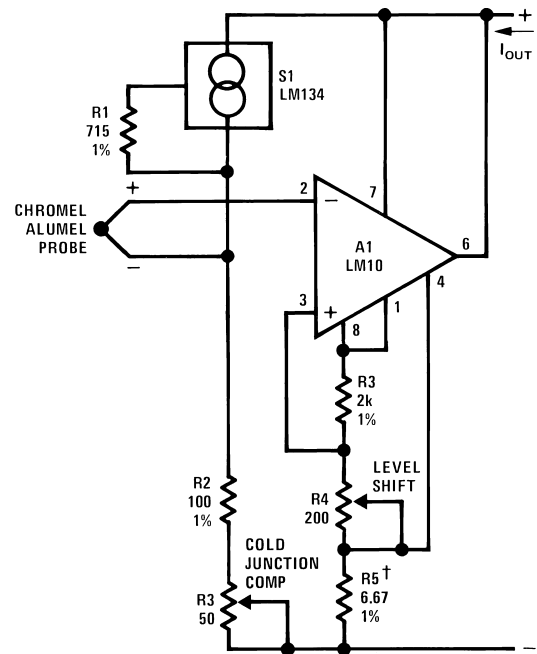 +
IOUT
S1
LM134
R1
715
1%
+
CHROMEL
ALUMEL
PROBE
−
2
−
7
A1
LM10
6
4
3
+
8
1
R3
2k
1%
LEVEL
SHIFT
R4
200
R2
100
1%
COLD
JUNCTION
COMP
R3
50
R5†
6.67
1%
−